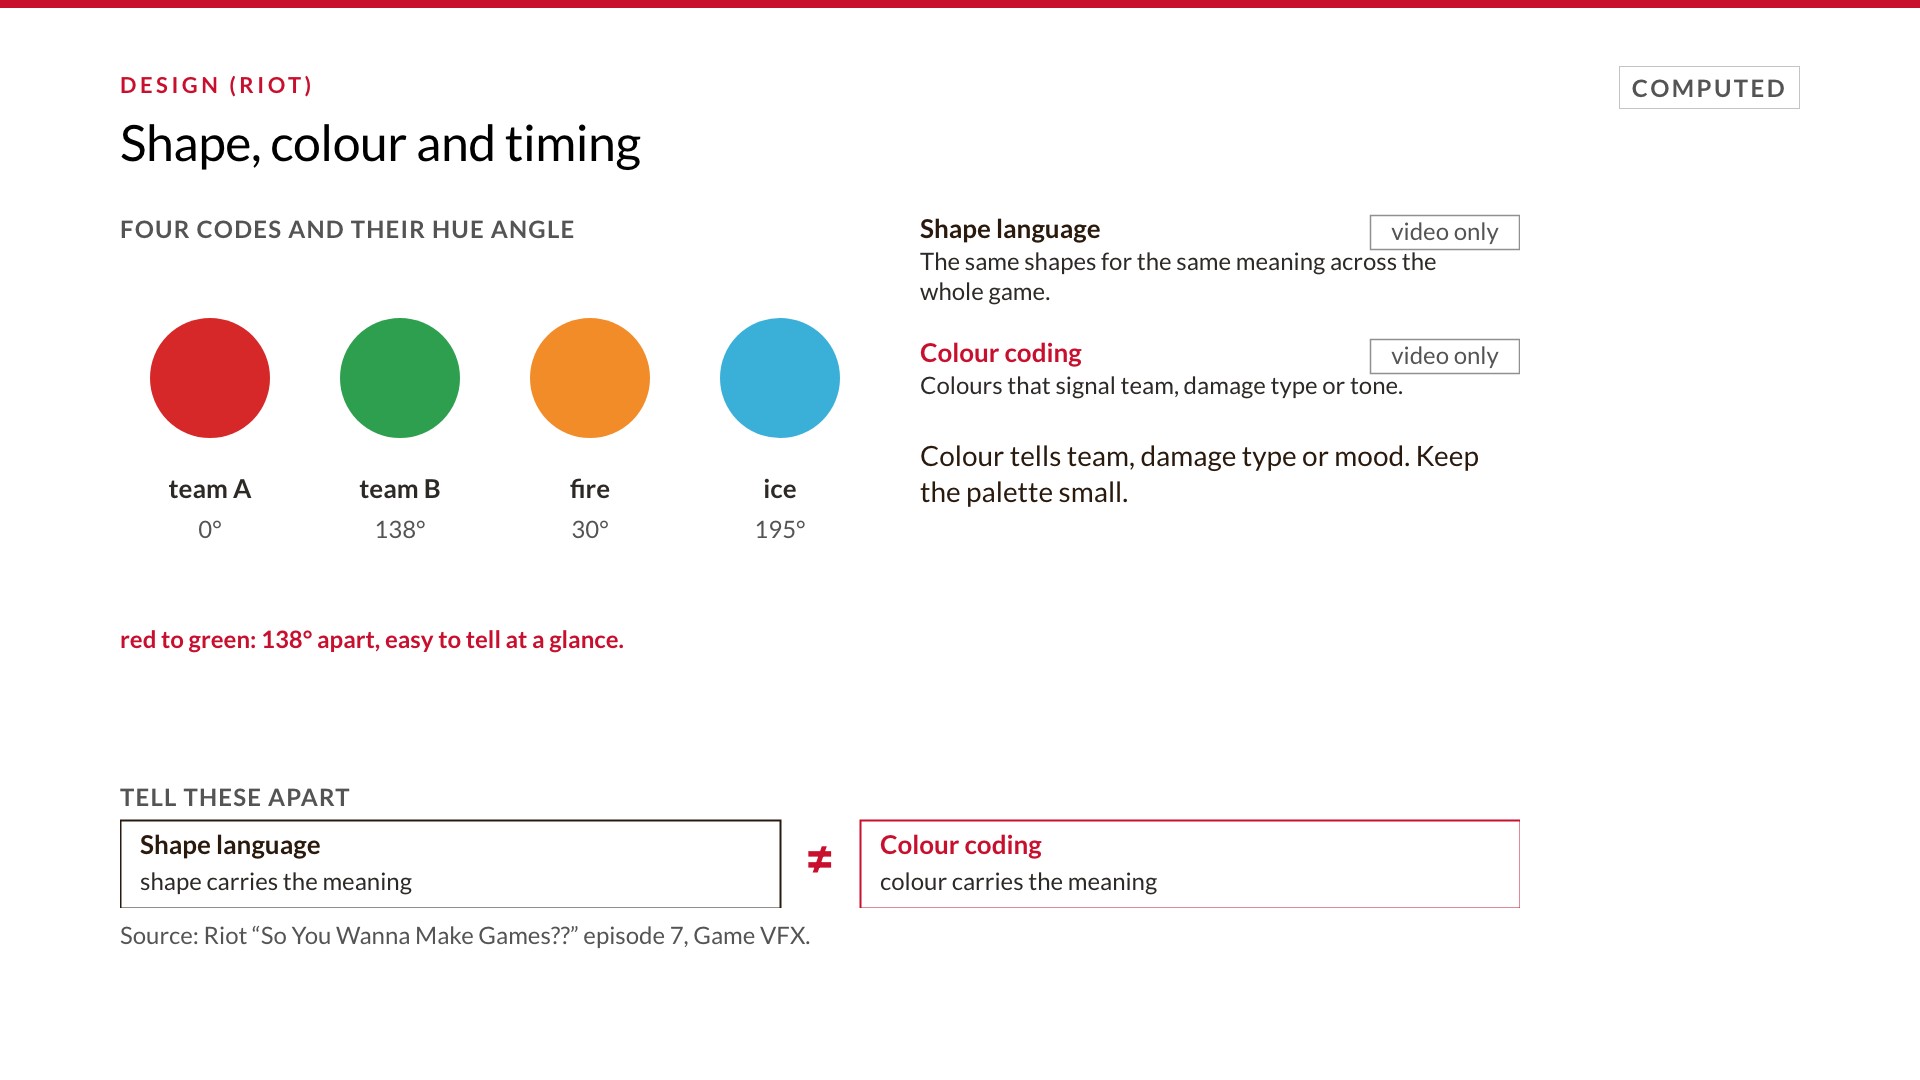 DESIGN (RIOT)
COMPUTED
Shape, colour and timing
FOUR CODES AND THEIR HUE ANGLE
team A
team B
fire
ice
0°
138°
30°
195°
red to green: 138° apart, easy to tell at a glance.
Shape language
video only
The same shapes for the same meaning across the
whole game.
Colour coding
video only
Colours that signal team, damage type or tone.
Colour tells team, damage type or mood. Keep
the palette small.
TELL THESE APART
Shape language
shape carries the meaning
≠
Colour coding
colour carries the meaning
Source: Riot “So You Wanna Make Games??” episode 7, Game VFX.